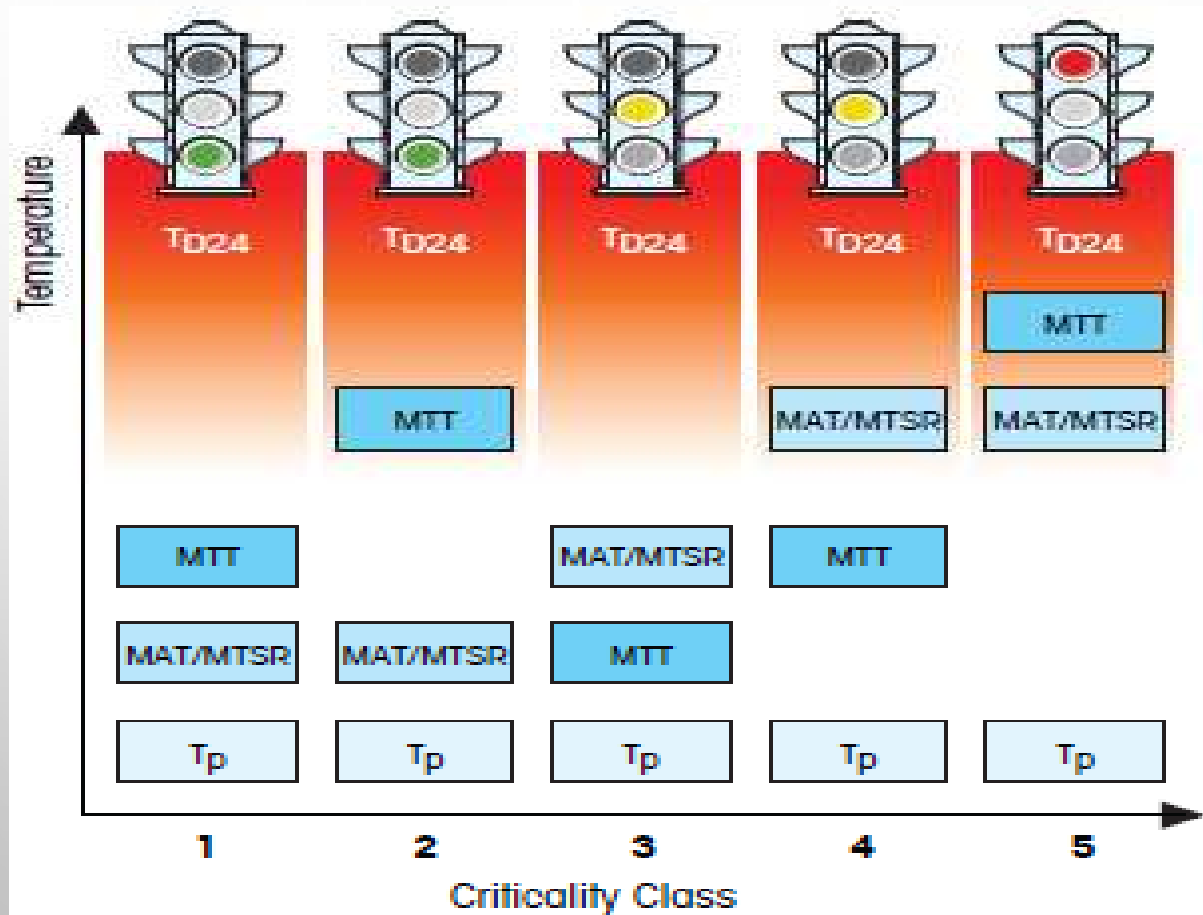 Temperature
TD24 TD24 TD24 TD24 TD24
MTT
MTT MAT/MTSR MAT/MTSR
MTT MAT/MTSR MTT
MAT/MTSR MAT/MTSR MTT
Tp Tp Tp Tp Tp
1 2 3 4 5
Criticality Class